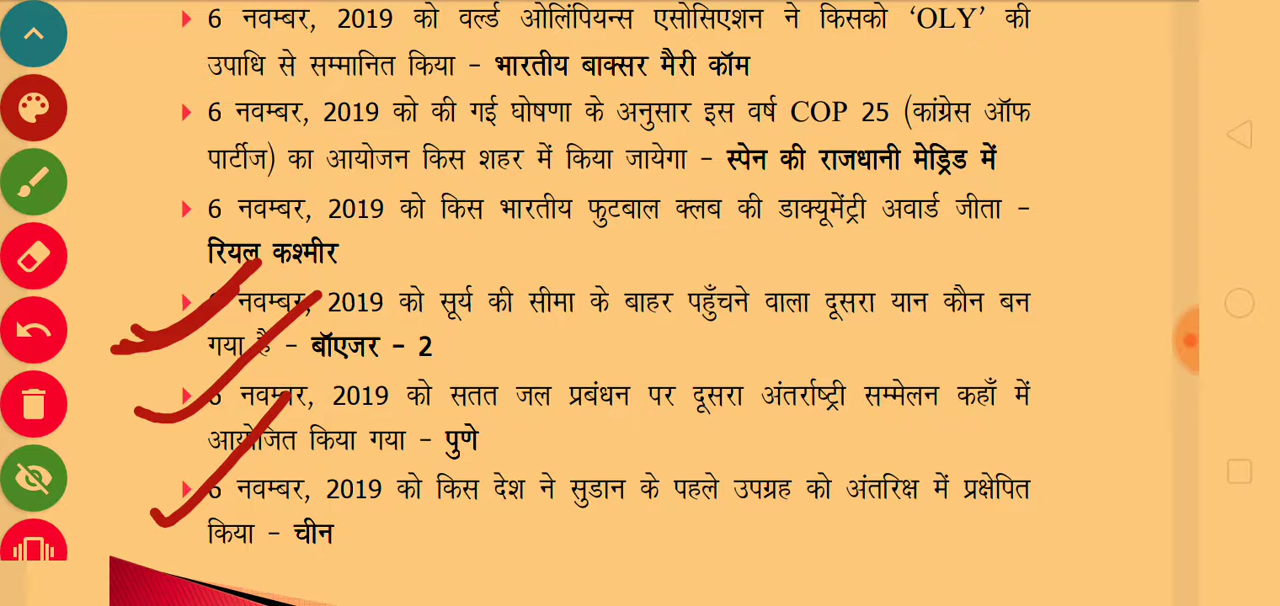 6 नवम्बर, 2019 को वर्ल्ड ओलिंपियन्स एसोसिएशन ने किसको ‘OLY’ की
उपाधि से सम्मानित किया - भारतीय बाक्सर मैरी कॉम
6 नवम्बर, 2019 को की गई घोषणा के अनुसार इस वर्ष COP 25 (कांग्रेस ऑफ
पार्टीज) का आयोजन किस शहर में किया जायेगा - स्पेन की राजधानी मेड्रिड में
6 नवम्बर, 2019 को किस भारतीय फुटबाल क्लब की डाक्यूमेंट्री अवार्ड जीता -
रियल कश्मीर
नवम्बर, 2019 को सूर्य की सीमा के बाहर पहुँचने वाला दूसरा यान कौन बन
गया है - बॉएजर - 2
6 नवम्बर, 2019 को सतत जल प्रबंधन पर दूसरा अंतर्राष्ट्री सम्मेलन कहाँ में
आयोजित किया गया - पुणे
6 नवम्बर, 2019 को किस देश ने सुडान के पहले उपग्रह को अंतरिक्ष में प्रक्षेपित
किया - चीन